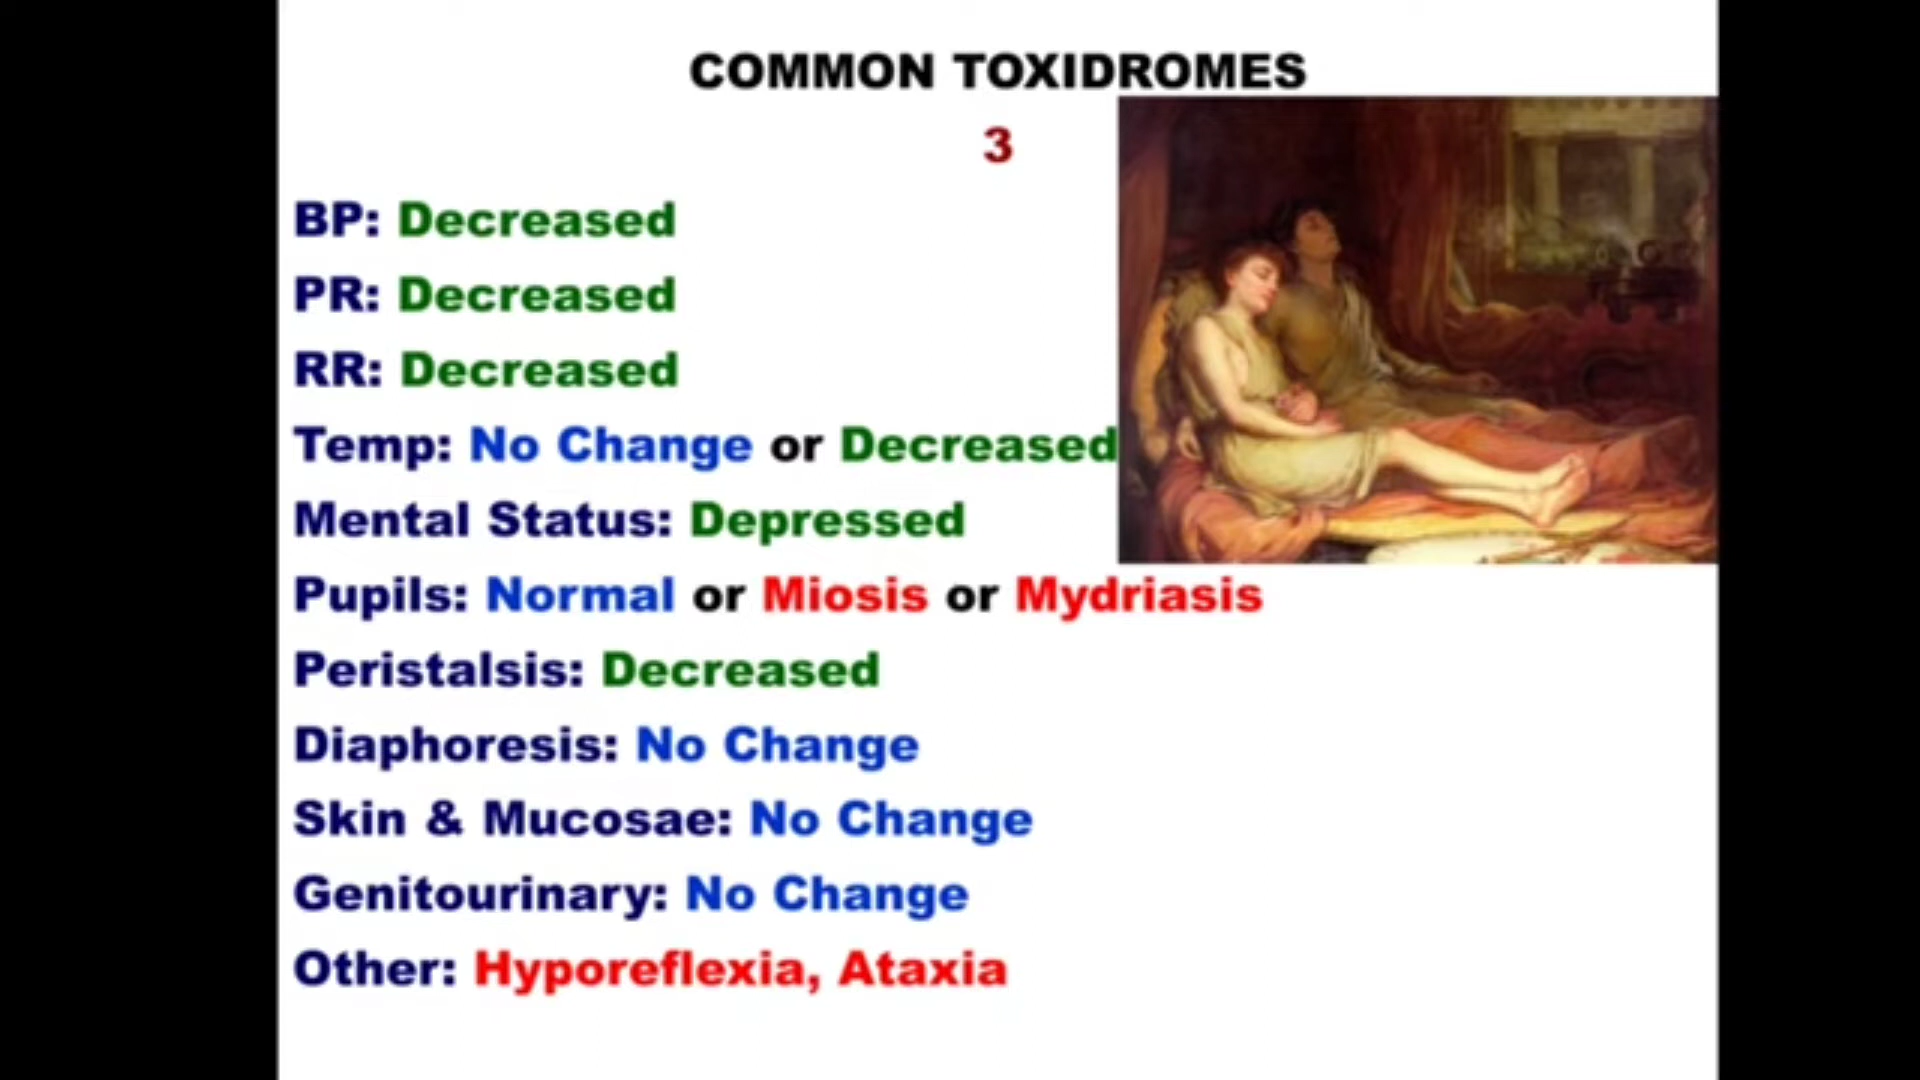 COMMON TOXIDROMES
3
BP: Decreased
PR: Decreased
RR: Decreased
Temp: No Change or Decreased
Mental Status: Depressed
Pupils: Normal or Miosis or Mydriasis
Peristalsis: Decreased
Diaphoresis: No Change
Skin & Mucosae: No Change
Genitourinary: No Change
Other: Hyporeflexia, Ataxia